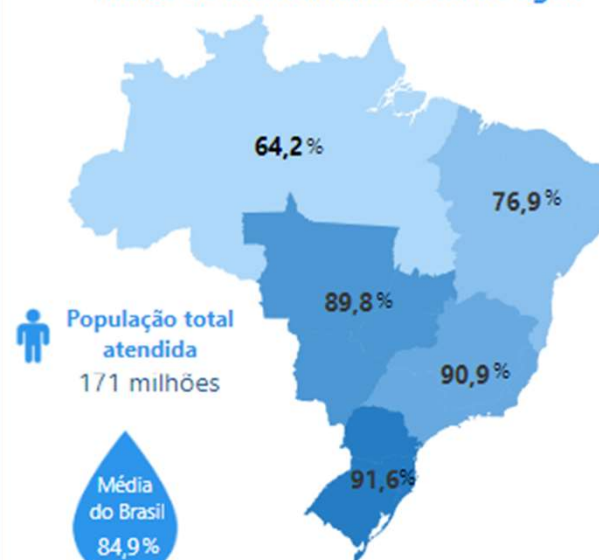 64,2%
76,9%
89,8%
População total
atendida
171 milhões
90,9%
91,6%
Média
do Brasil
84,9%